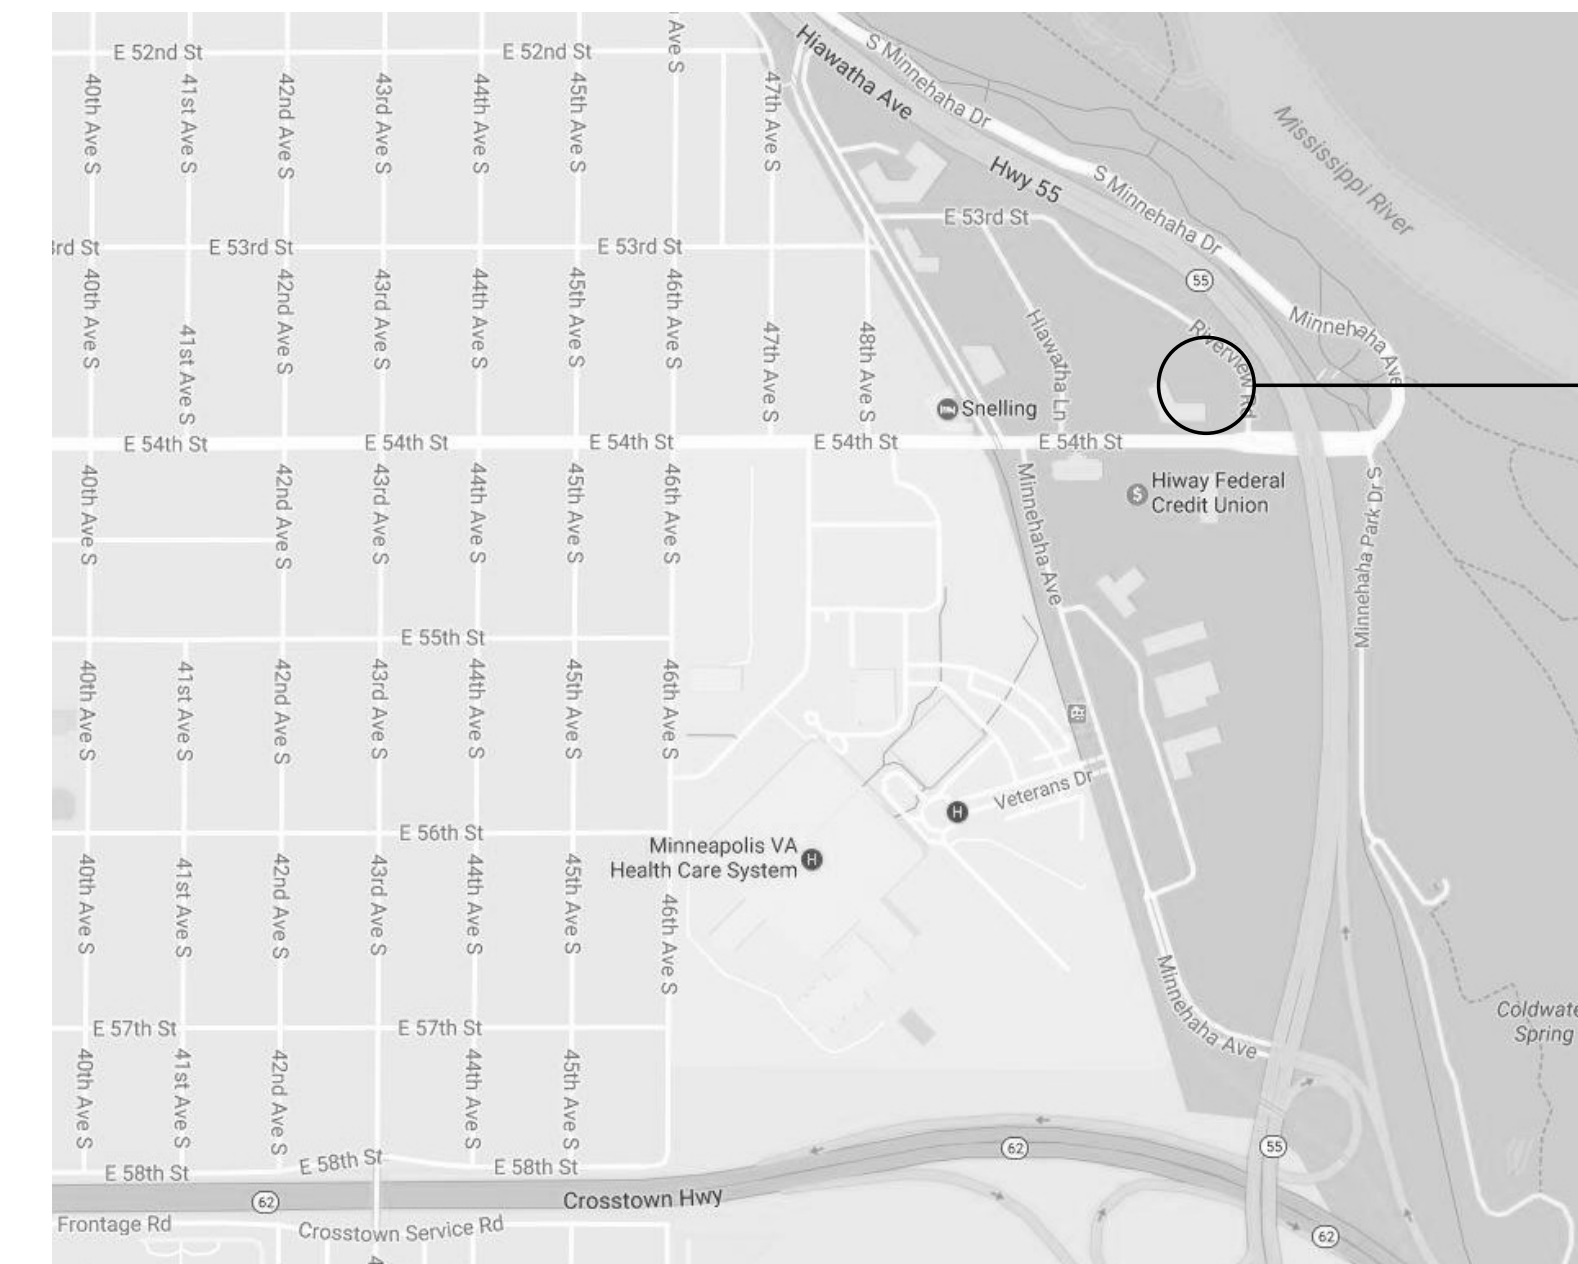 Ave S
E 52nd St
E 52nd St
Hiawatha Ave
S Minnehaha Dr
40th Ave S
41st Ave S
42nd Ave S
43rd Ave S
44th Ave S
45th Ave S
47th Ave S
Mississippi River
Hwy 55
S Minnehaha Dr
E 53rd St
3rd St
E 53rd St
E 53rd St
55
40th Ave S
41st Ave S
42nd Ave S
43rd Ave S
44th Ave S
45th Ave S
46th Ave S
47th Ave S
48th Ave S
Hiawatha Ln
Riverview Rd
Minnehaha Ave
Snelling
E 54th St
E 54th St
E 54th St
E 54th St
E 54th St
40th Ave S
42nd Ave S
43rd Ave S
44th Ave S
45th Ave S
46th Ave S
Minnehaha Ave
$
Hiway Federal
Credit Union
Minnehaha Park Dr S
E 55th St
40th Ave S
41st Ave S
42nd Ave S
43rd Ave S
44th Ave S
45th Ave S
46th Ave S
Veterans Dr
H
E 56th St
Minneapolis VA
Health Care System
H
40th Ave S
41st Ave S
42nd Ave S
43rd Ave S
44th Ave S
45th Ave S
46th Ave S
Minnehaha Ave
Coldwate
Spring
E 57th St
E 57th St
40th Ave S
41st Ave S
42nd Ave S
44th Ave S
45th Ave S
62
55
E 58th St
E 58th St
E 58th St
62
Crosstown Hwy
Frontage Rd
Crosstown Service Rd
62